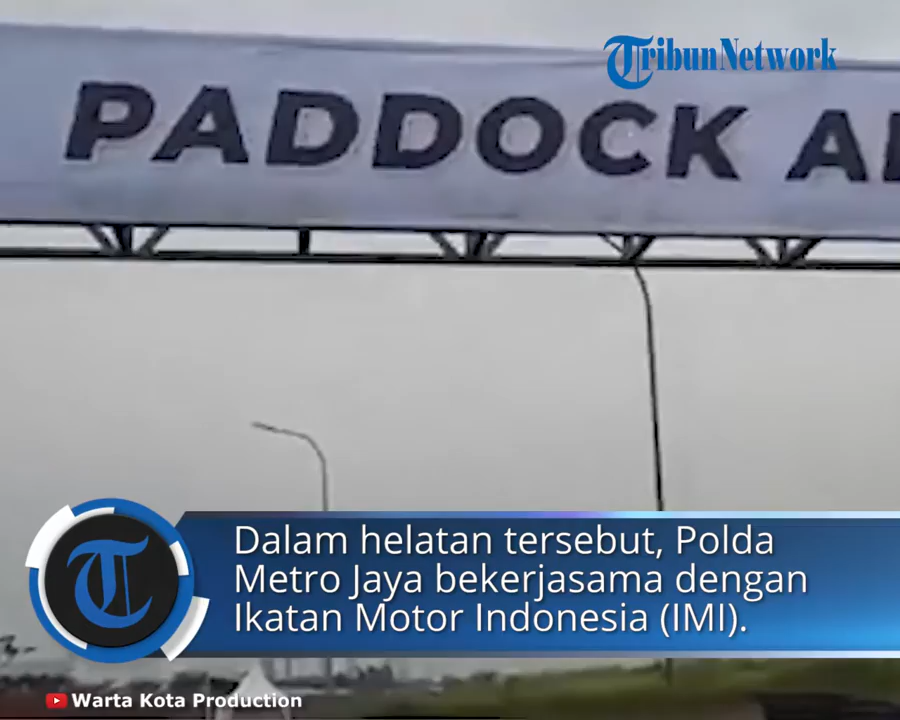 TribunNetwork
PADDOCK
Dalam helatan tersebut, Polda
Metro Jaya bekerjasama dengan
Ikatan Motor Indonesia (IMI).
Warta Kota Production